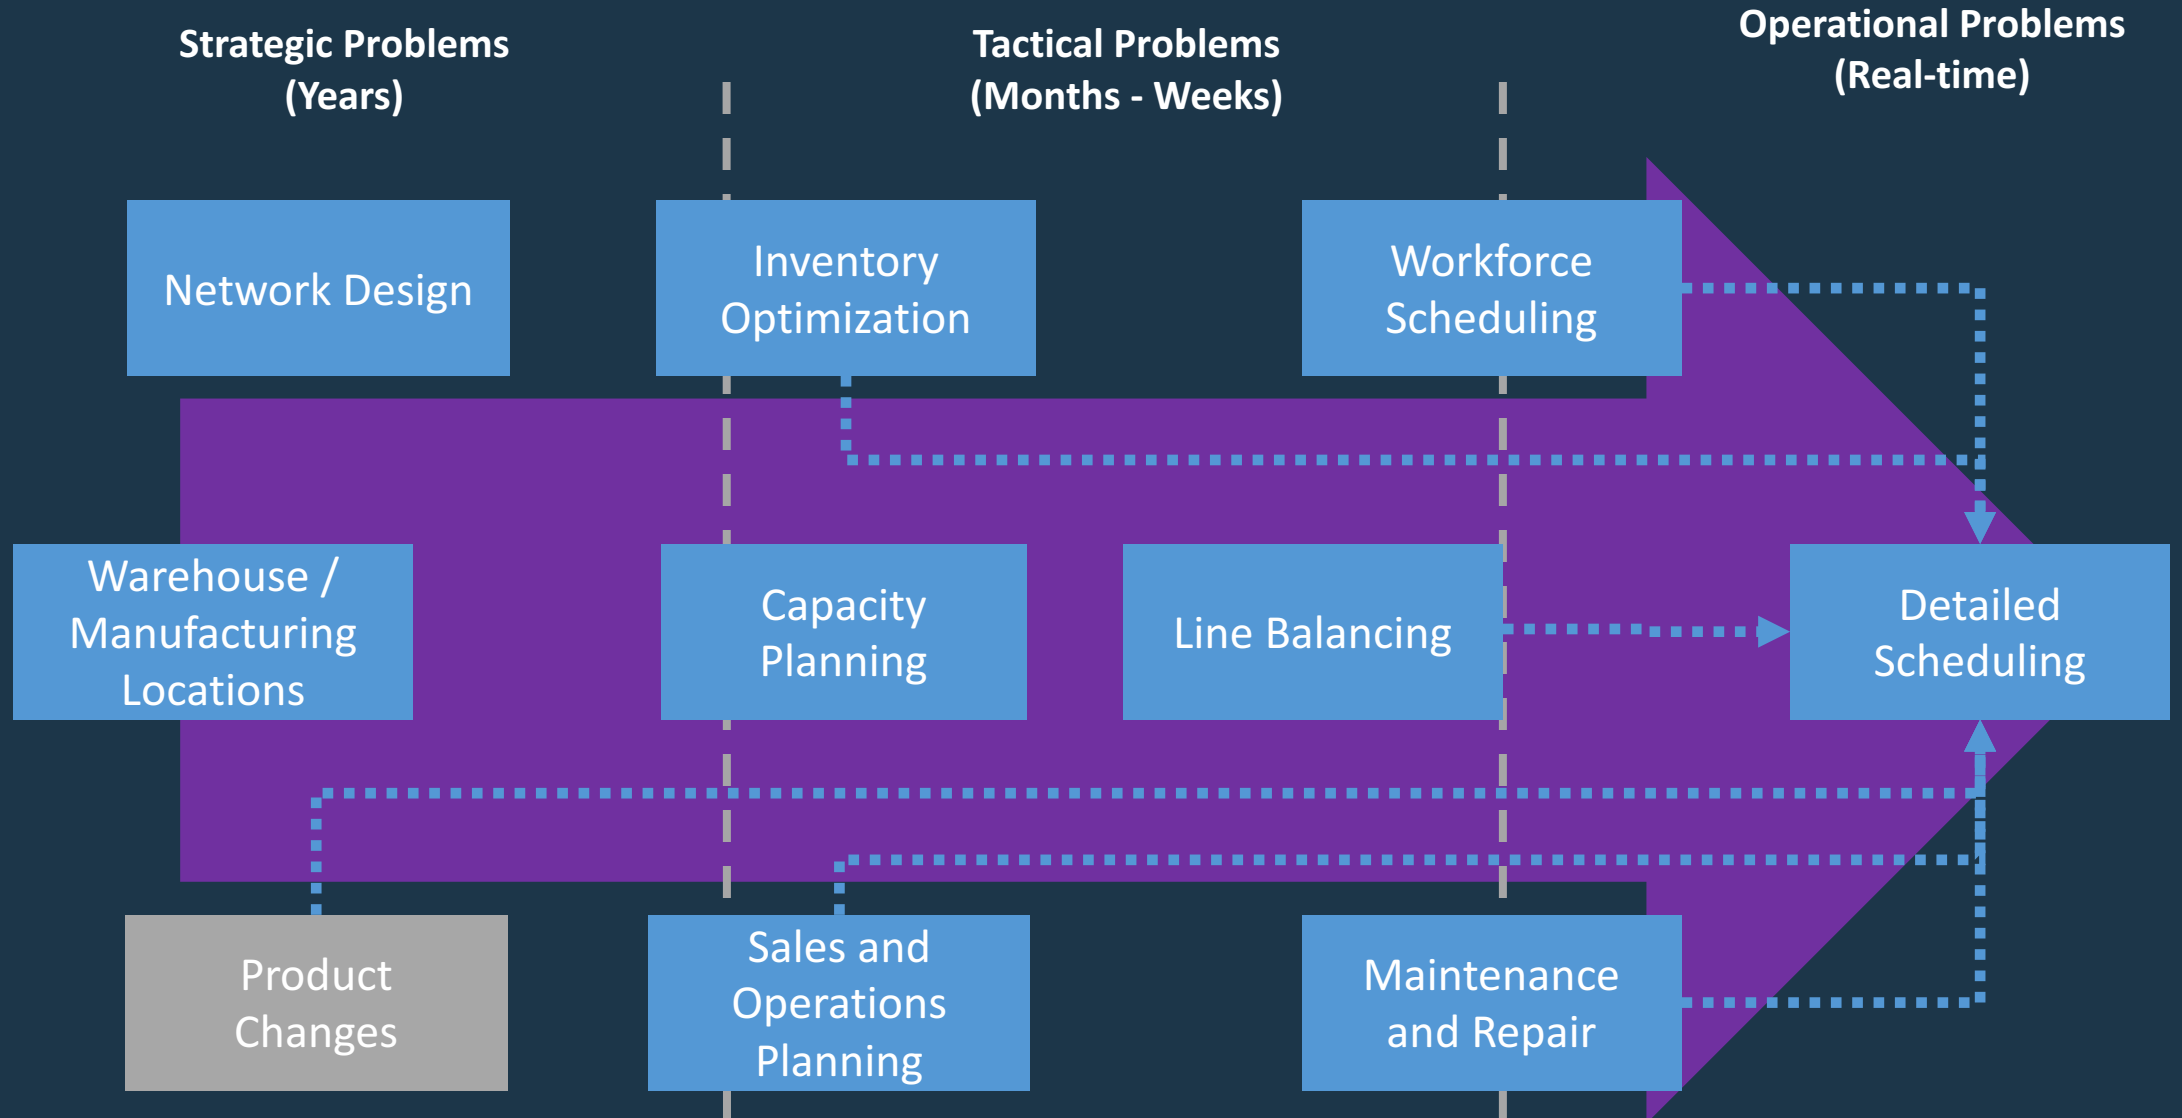 Strategic Problems
(Years)
Tactical Problems
(Months - Weeks)
Operational Problems
(Real-time)
Network Design
Inventory
Optimization
Workforce
Scheduling
Warehouse /
Manufacturing
Locations
Capacity
Planning
Line Balancing
Detailed
Scheduling
Product
Changes
Sales and
Operations
Planning
Maintenance
and Repair